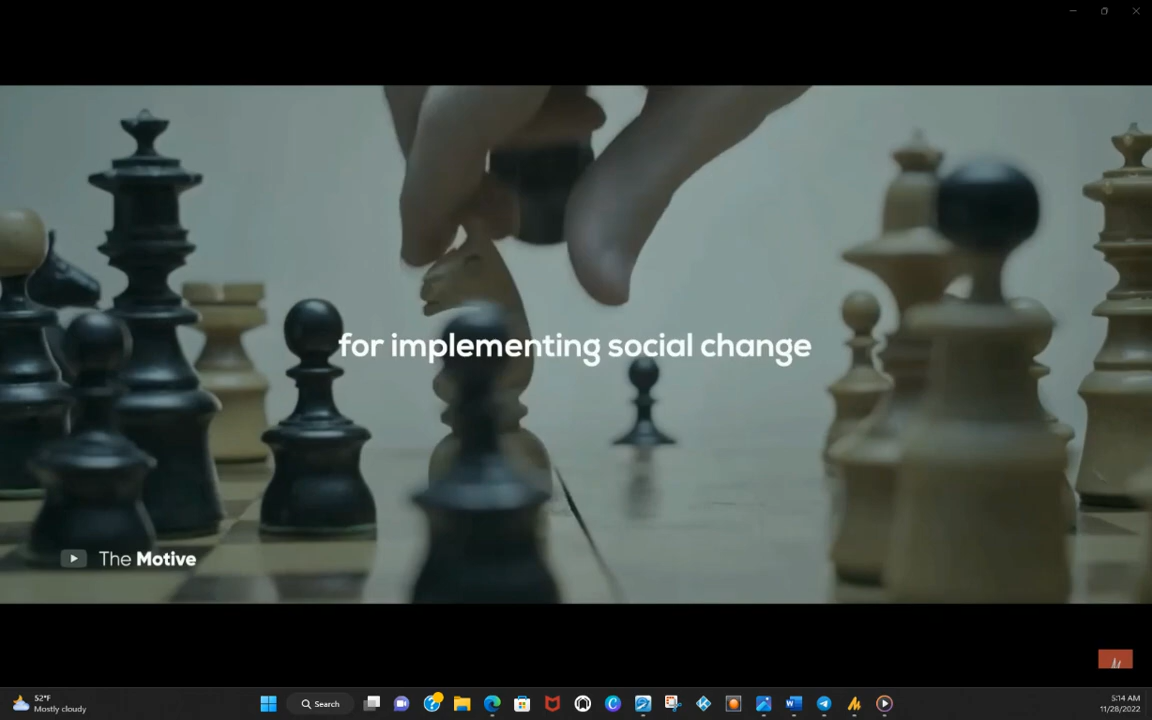 for implementing social change
The Motive
52°F
Mostly cloudy
Search
5:14 AM
11/28/2022